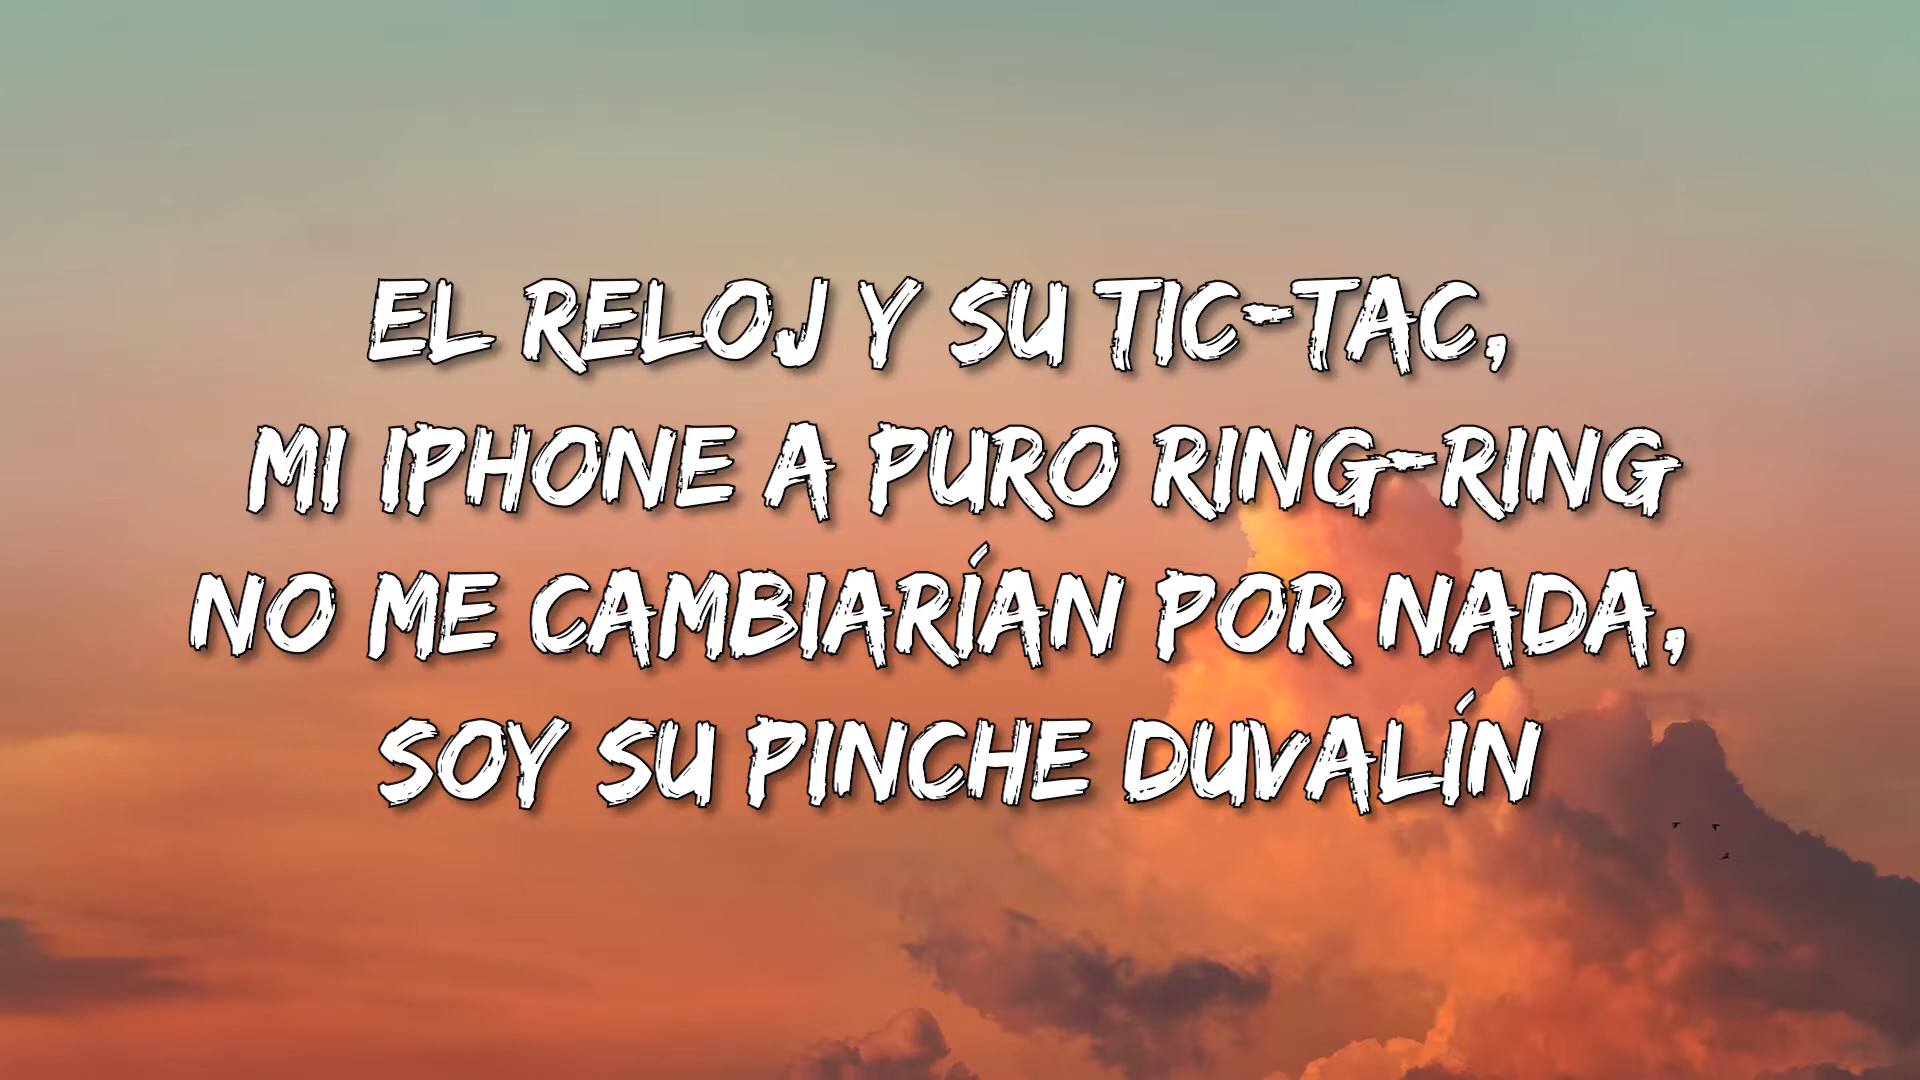 EL RELOJ Y SU TIC-TAC,
MI IPHONE A PURO RING-RING
NO ME CAMBIARÍAN POR NADA,
SOY SU PINCHE DUVALÍN